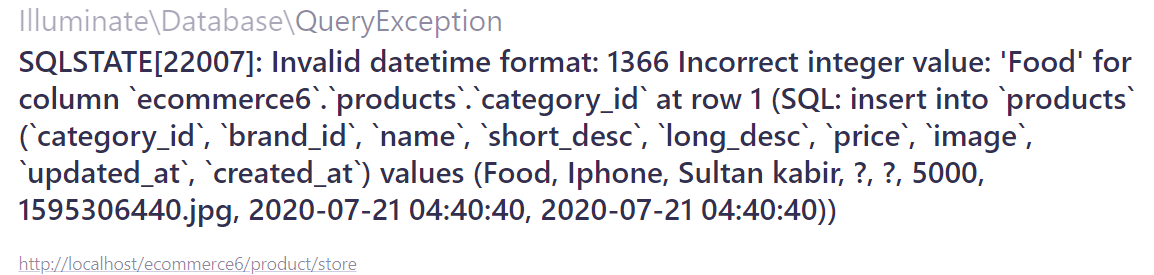 Illuminate\Database\QueryException
SQLSTATE[22007]: Invalid datetime format: 1366 Incorrect integer value: 'Food' for
column `ecommerce6`.`products`.`category_id` at row 1 (SQL: insert into `products`
(`category_id`, `brand_id`, `name`, `short_desc`, `long_desc`, `price`, `image`,
`updated_at`, `created_at`) values (Food, Iphone, Sultan kabir, ?, ?, 5000,
1595306440.jpg, 2020-07-21 04:40:40, 2020-07-21 04:40:40))
http://localhost/ecommerce6/product/store